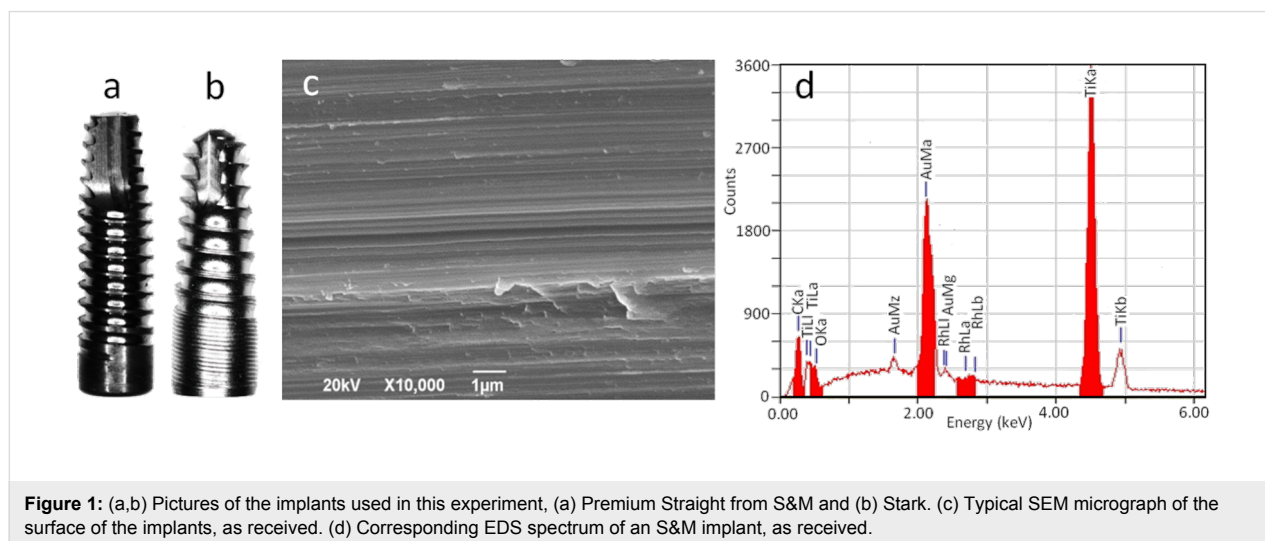 a
b
c
20kV X10,000 1μm
d
3600
2700
1800
900
0
Counts
CKa
TiLl
TiLa
OKa
AuMz
AuMa
RhLl
AuMg
RhLa
RhLb
TiKa
TiKb
0.00 2.00 4.00 6.00
Energy (keV)
Figure 1: (a,b) Pictures of the implants used in this experiment, (a) Premium Straight from S&M and (b) Stark. (c) Typical SEM micrograph of the
surface of the implants, as received. (d) Corresponding EDS spectrum of an S&M implant, as received.